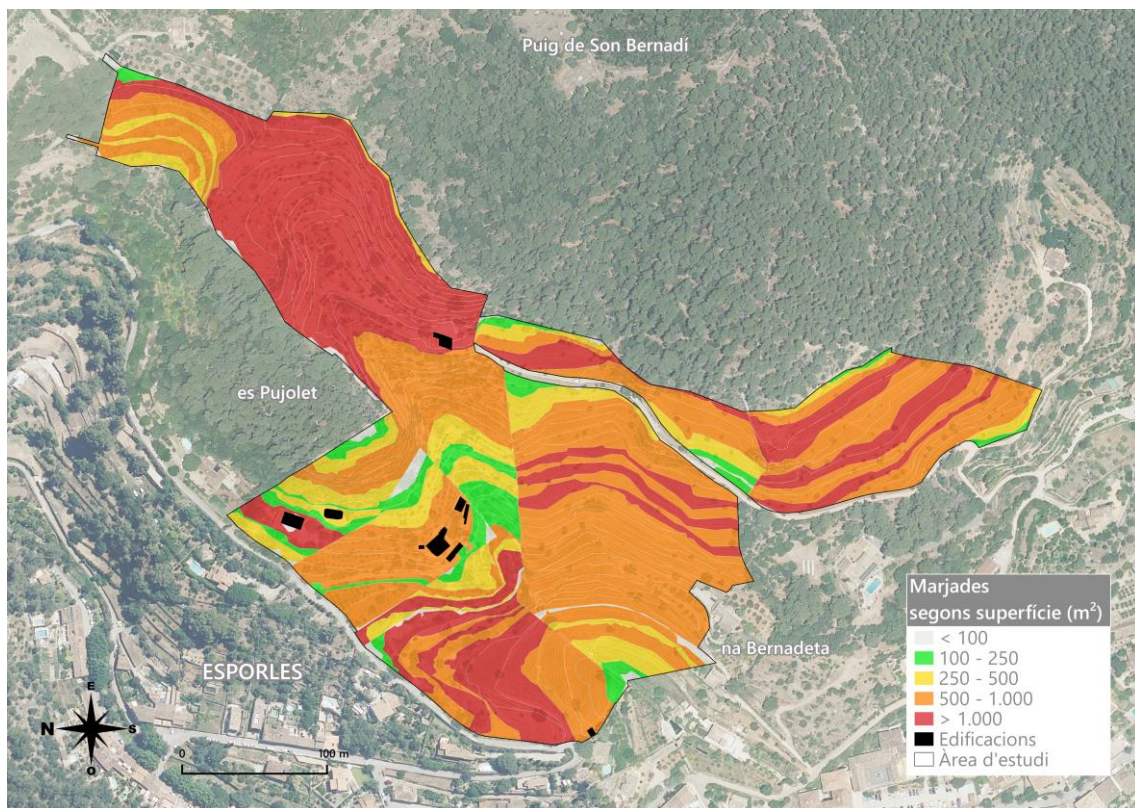 Puig de Son Bernadí
es Pujolet
na Bernadeta
ESPORLES
E
N
S
O
0
100 m
Marjades
segons superfície (m²)
< 100
100 - 250
250 - 500
500 - 1.000
> 1.000
Edificacions
Àrea d'estudi